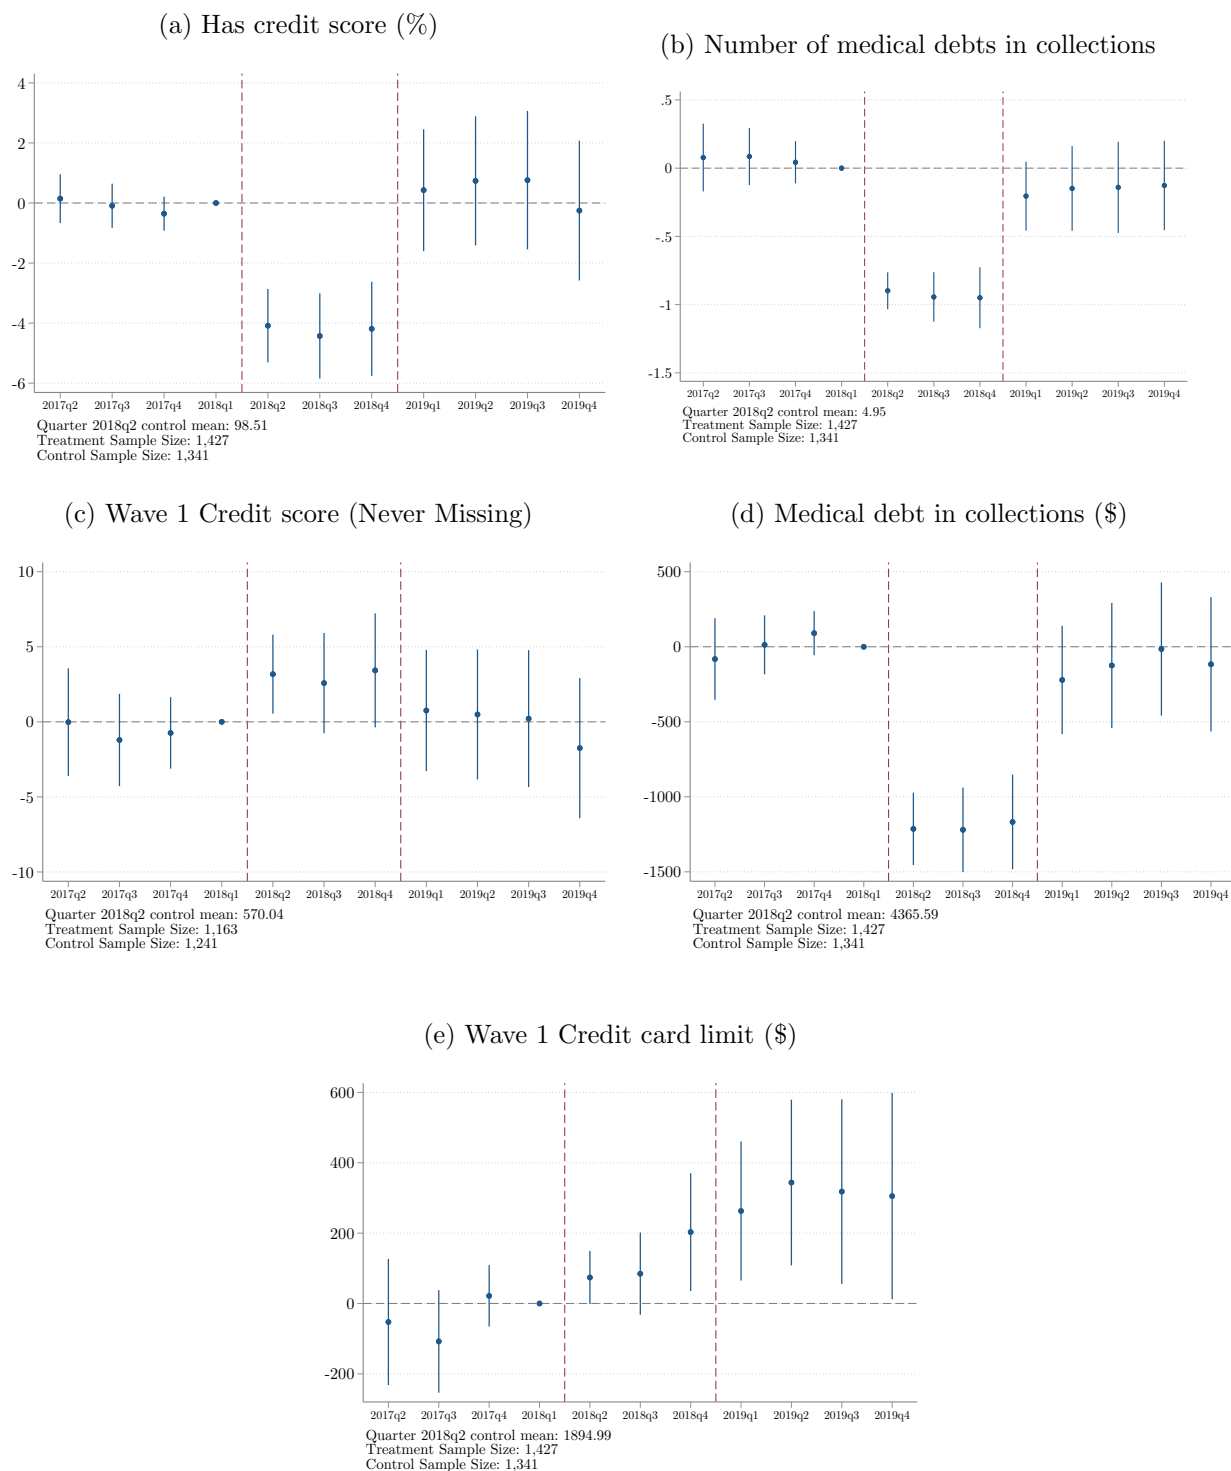 (a) Has credit score (%)
4
2
0
-2
-4
-6
2017q2 2017q3 2017q4 2018q1 2018q2 2018q3 2018q4 2019q1 2019q2 2019q3 2019q4
Quarter 2018q2 control mean: 98.51
Treatment Sample Size: 1,427
Control Sample Size: 1,341
(b) Number of medical debts in collections
.5
0
-.5
-1
-1.5
2017q2 2017q3 2017q4 2018q1 2018q2 2018q3 2018q4 2019q1 2019q2 2019q3 2019q4
Quarter 2018q2 control mean: 4.95
Treatment Sample Size: 1,427
Control Sample Size: 1,341
(c) Wave 1 Credit score (Never Missing)
10
5
0
-5
-10
2017q2 2017q3 2017q4 2018q1 2018q2 2018q3 2018q4 2019q1 2019q2 2019q3 2019q4
Quarter 2018q2 control mean: 570.04
Treatment Sample Size: 1,163
Control Sample Size: 1,241
(d) Medical debt in collections ($)
500
0
-500
-1000
-1500
2017q2 2017q3 2017q4 2018q1 2018q2 2018q3 2018q4 2019q1 2019q2 2019q3 2019q4
Quarter 2018q2 control mean: 4365.59
Treatment Sample Size: 1,427
Control Sample Size: 1,341
(e) Wave 1 Credit card limit ($)
600
400
200
0
-200
2017q2 2017q3 2017q4 2018q1 2018q2 2018q3 2018q4 2019q1 2019q2 2019q3 2019q4
Quarter 2018q2 control mean: 1894.99
Treatment Sample Size: 1,427
Control Sample Size: 1,341